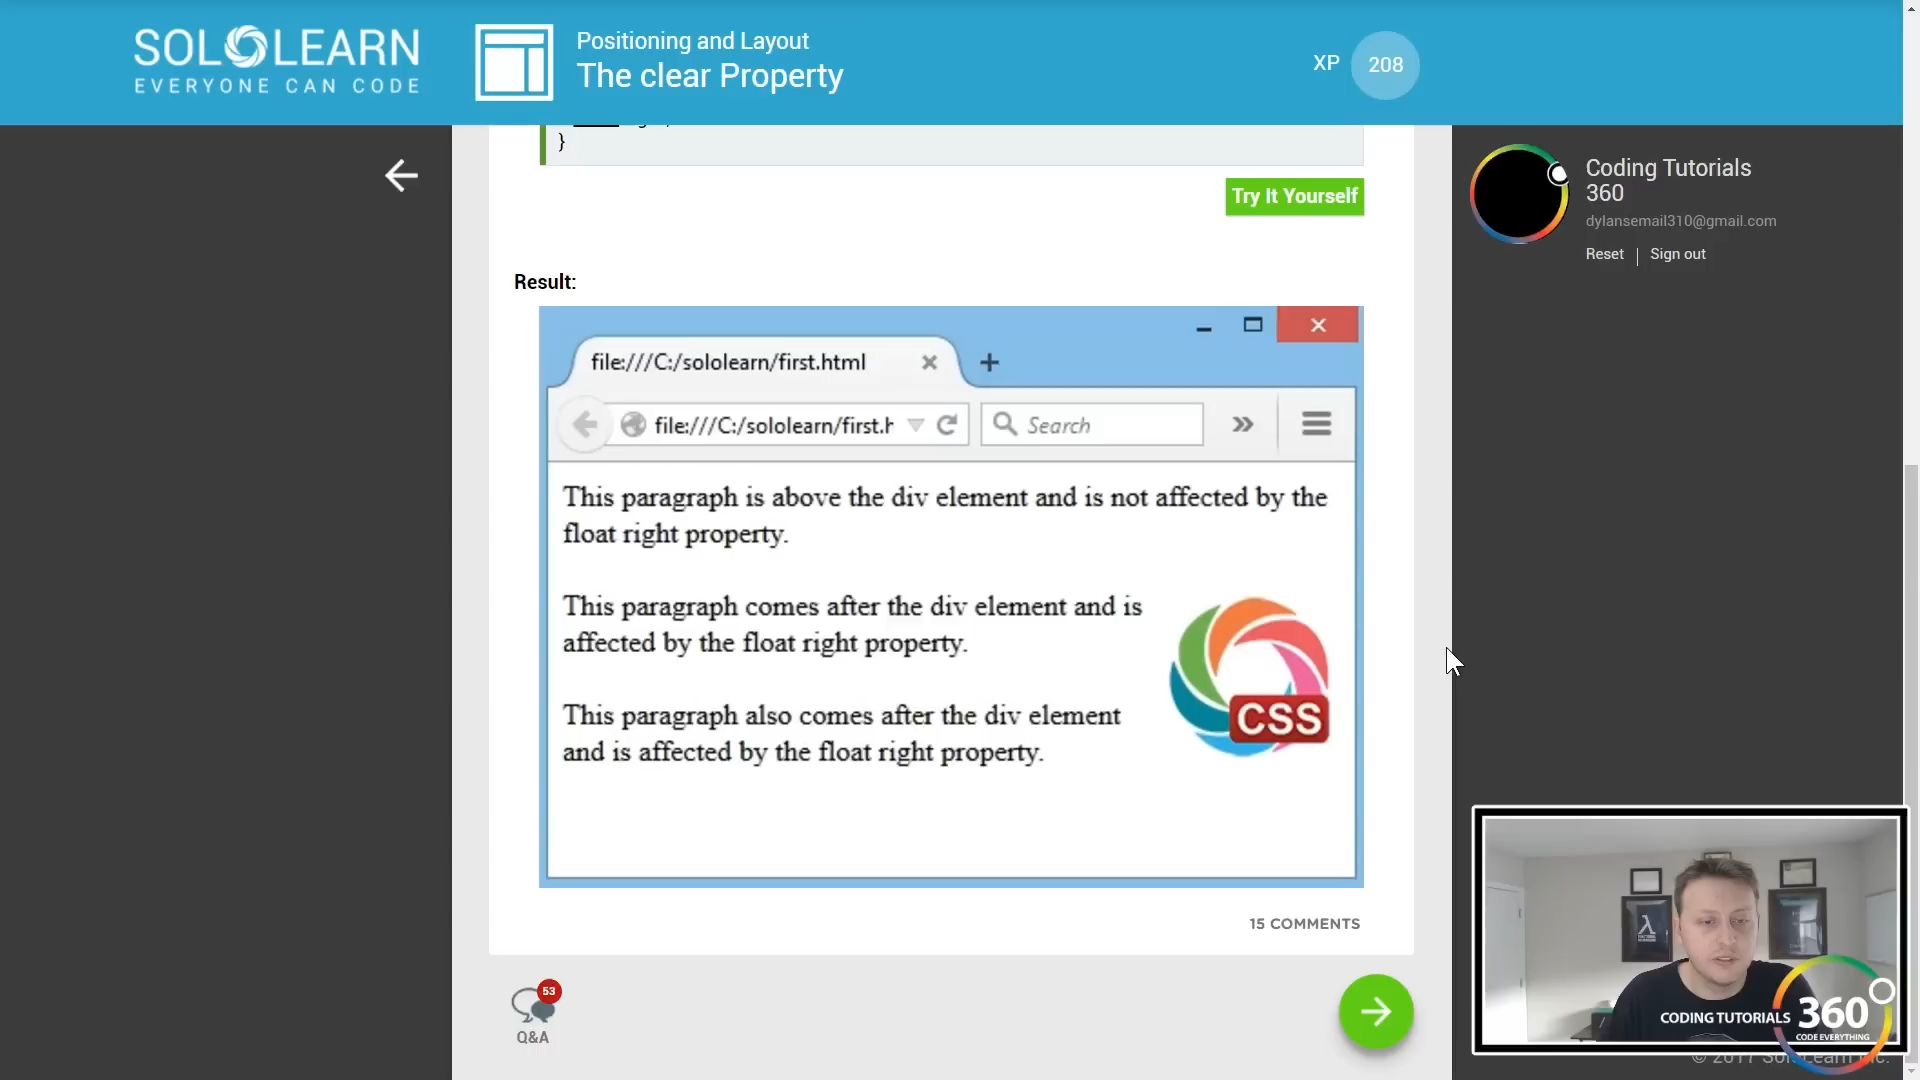 SOLOLEARN
EVERYONE CAN CODE
Positioning and Layout
The clear Property
XP
208
}
Try It Yourself
Coding Tutorials
360
dylansemail310@gmail.com
Reset
Sign out
Result:
file:///C:/sololearn/first.html
file:///C:/sololearn/first.h
Search
This paragraph is above the div element and is not affected by the
float right property.
This paragraph comes after the div element and is
affected by the float right property.
This paragraph also comes after the div element
and is affected by the float right property.
CSS
15 COMMENTS
53
Q&A
λ
CODING TUTORIALS 360
CODE EVERYTHING
© 2017 SoloLearn Inc.